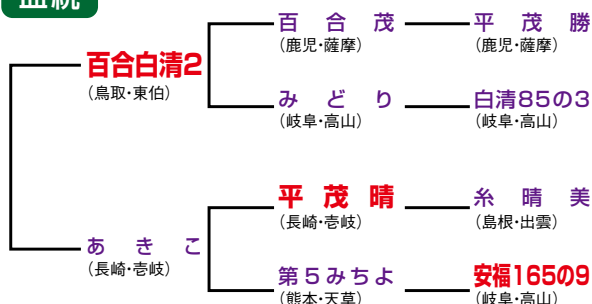 血統
百合茂
(鹿児・薩摩)
平茂勝
(鹿児・薩摩)
百合白清2
(鳥取・東伯)
みどり
(岐阜・高山)
白清85の3
(岐阜・高山)
平茂晴
(長崎・壱岐)
糸晴美
(島根・出雲)
あきこ
(長崎・壱岐)
第5みちよ
(熊本・天草)
安福165の9
(岐阜・高山)